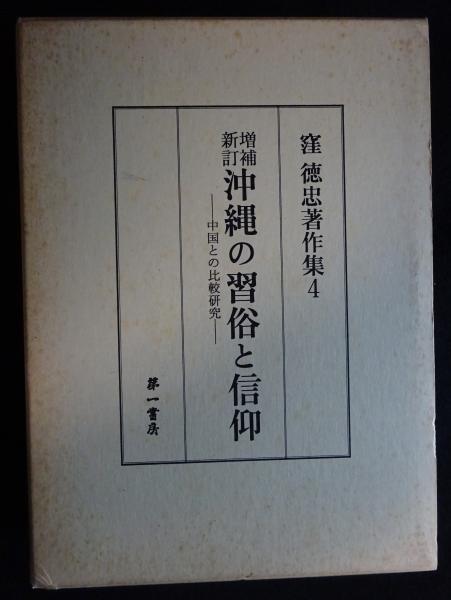 窪徳忠著作集4
増補
新訂
沖縄の習俗と信仰
―中国との比較研究―
第一書房